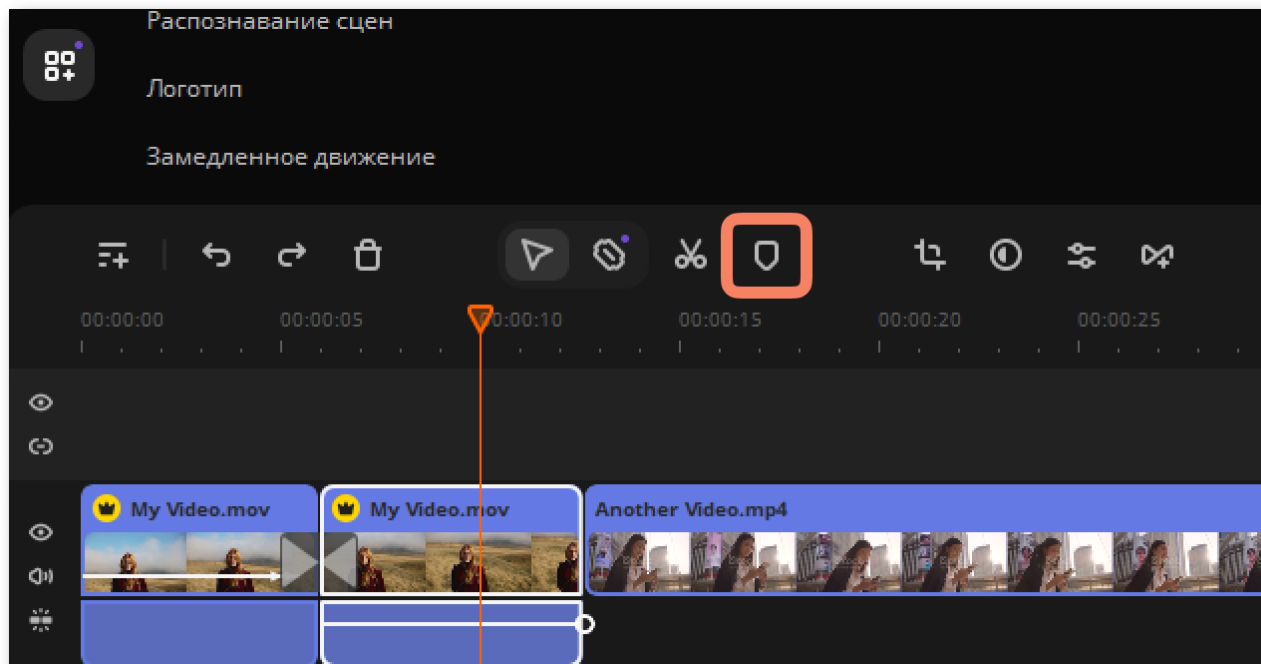 Распознавание сцен
Логотип
Замедленное движение
00:00:00 00:00:05 00:00:10 00:00:15 00:00:20 00:00:25
My Video.mov My Video.mov Another Video.mp4